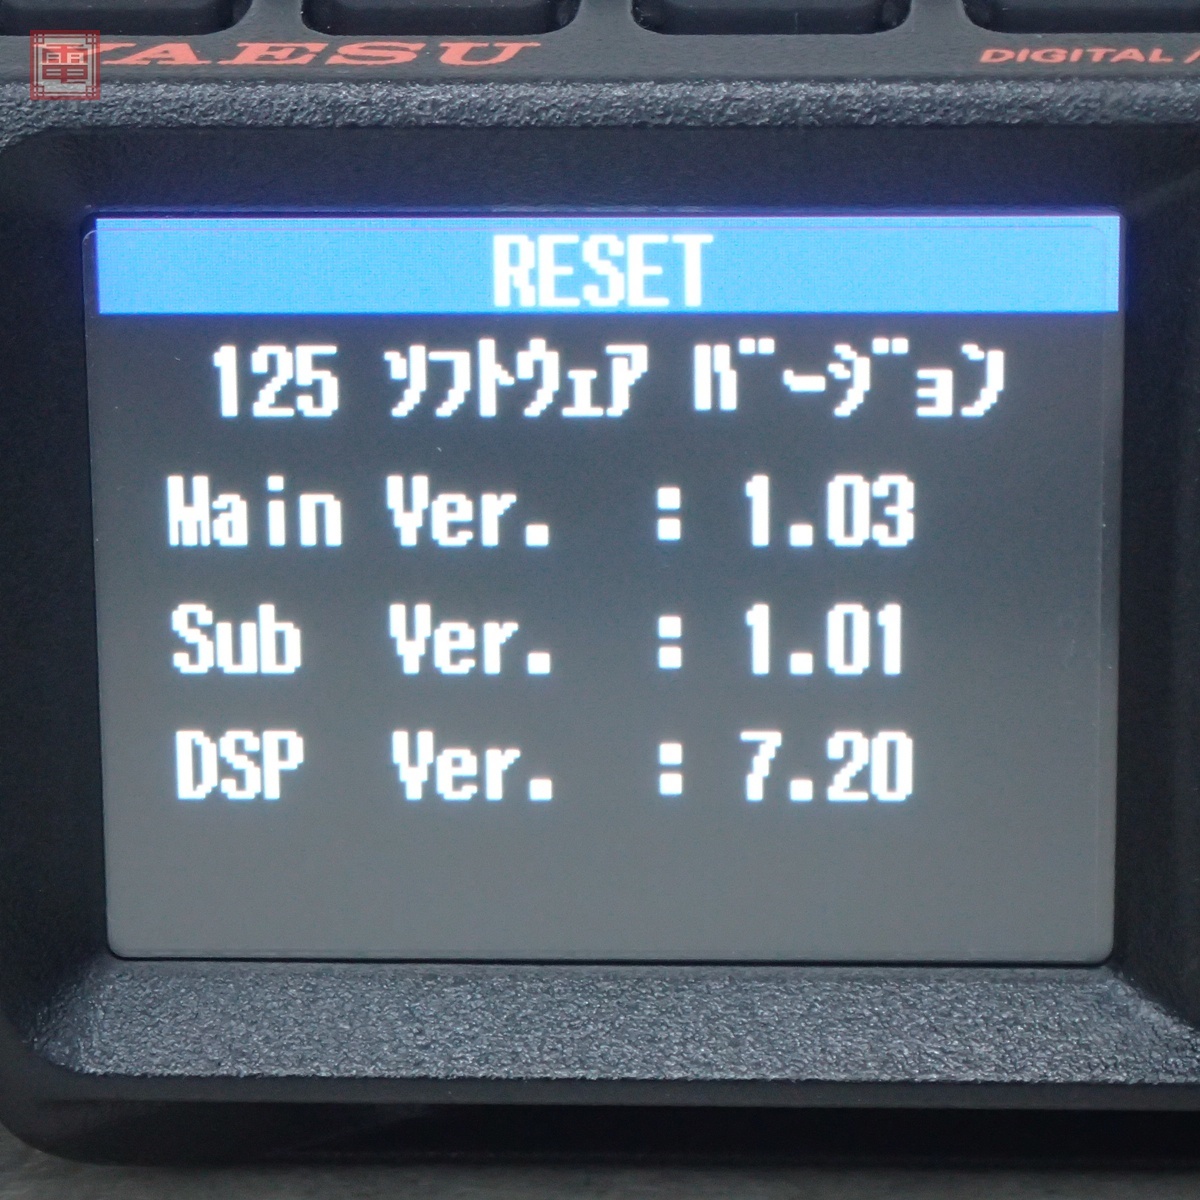 電
YAESU
DIGITAL /
RESET
125 ソフトウェア バージョン
Main Ver. : 1.03
Sub Ver. : 1.01
DSP Ver. : 7.20